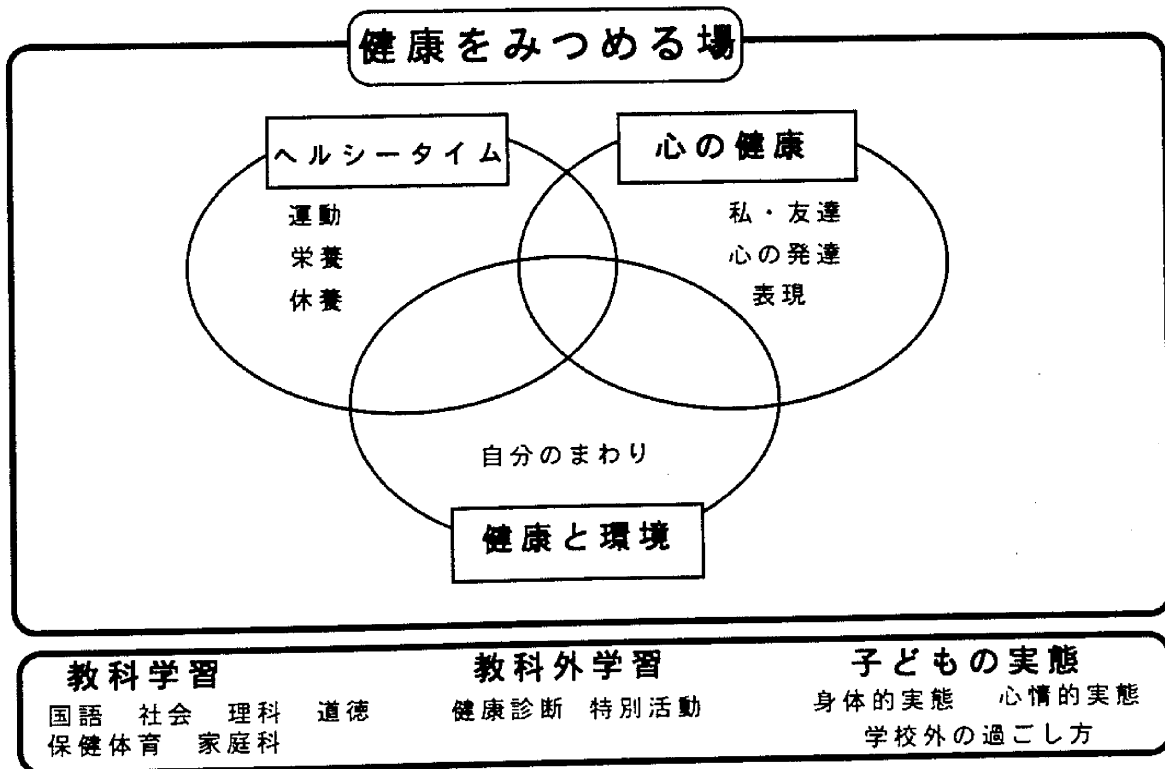 健康をみつめる場
ヘルシータイム
心の健康
運動
栄養
休養
私・友達
心の発達
表現
自分のまわり
健康と環境
教科学習
国語 社会 理科 道徳
保健体育 家庭科
教科外学習
健康診断 特別活動
子どもの実態
身体的実態 心情的実態
学校外の過ごし方